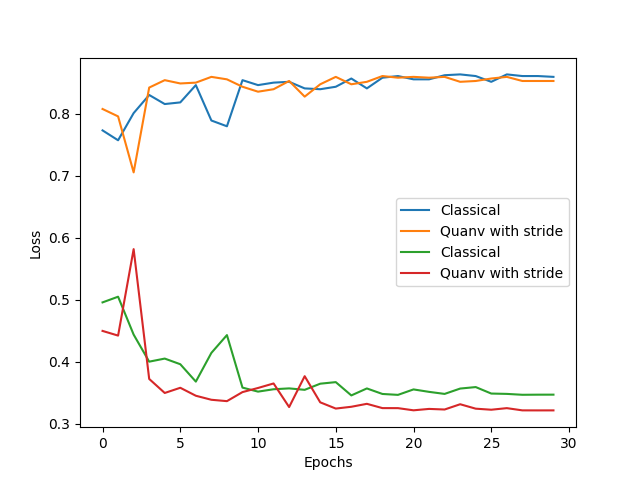 0.8
0.7
0.6
0.5
0.4
0.3
Loss
Classical
Quanv with stride
Classical
Quanv with stride
0 5 10 15 20 25 30
Epochs